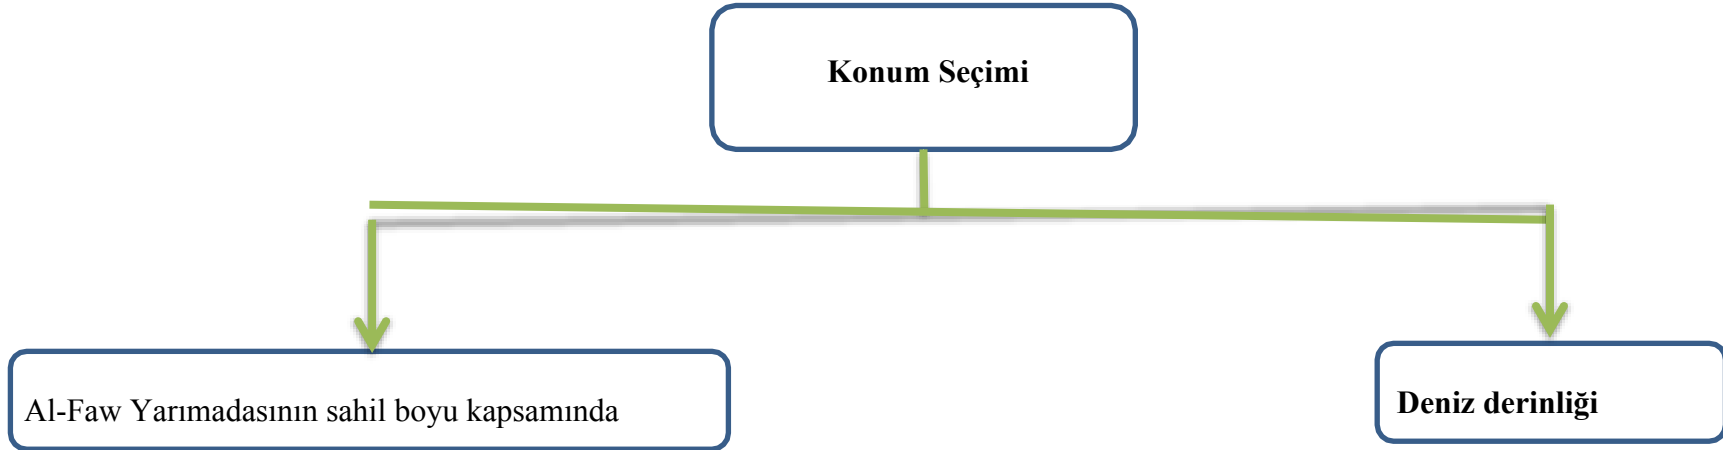 Konum Seçimi
Al-Faw Yarımadasının sahil boyu kapsamında
Deniz derinliği